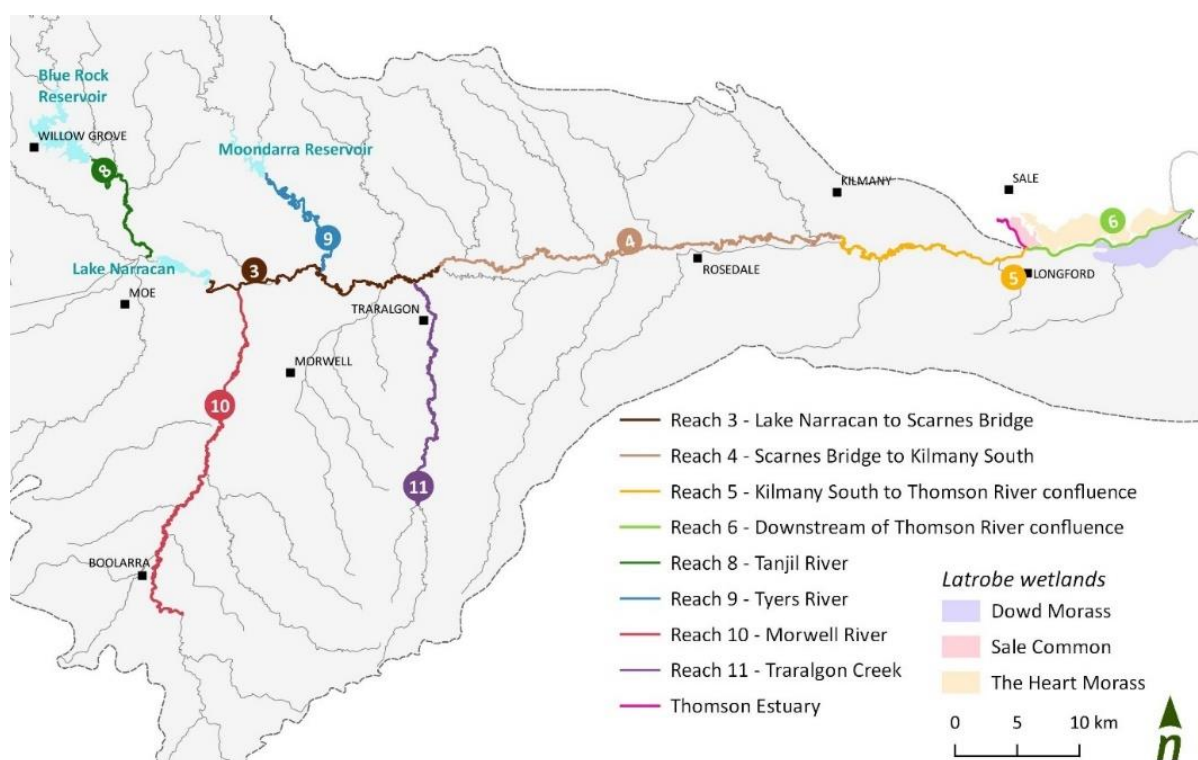 Blue Rock
Reservoir
WILLOW GROVE
8
Moondarra Reservoir
9
Lake Narracan
3
MOE
TRARALGON
MORWELL
10
11
BOOLARRA
4
ROSEDALE
KILMANY
SALE
6
5
LONGFORD
Reach 3 - Lake Narracan to Scarnes Bridge
Reach 4 - Scarnes Bridge to Kilmany South
Reach 5 - Kilmany South to Thomson River confluence
Reach 6 - Downstream of Thomson River confluence
Reach 8 - Tanjil River
Reach 9 - Tyers River
Reach 10 - Morwell River
Reach 11 - Traralgon Creek
Thomson Estuary
Latrobe wetlands
Dowd Morass
Sale Common
The Heart Morass
0 5 10 km
n